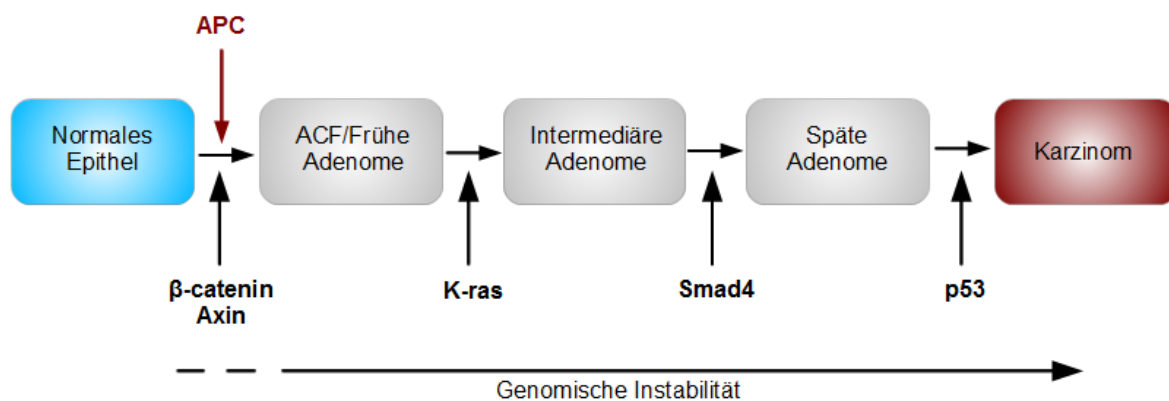 APC
Normales
Epithel
ACF/Frühe
Adenome
Intermediäre
Adenome
Späte
Adenome
Karzinom
β-catenin
Axin
K-ras
Smad4
p53
Genomische Instabilität